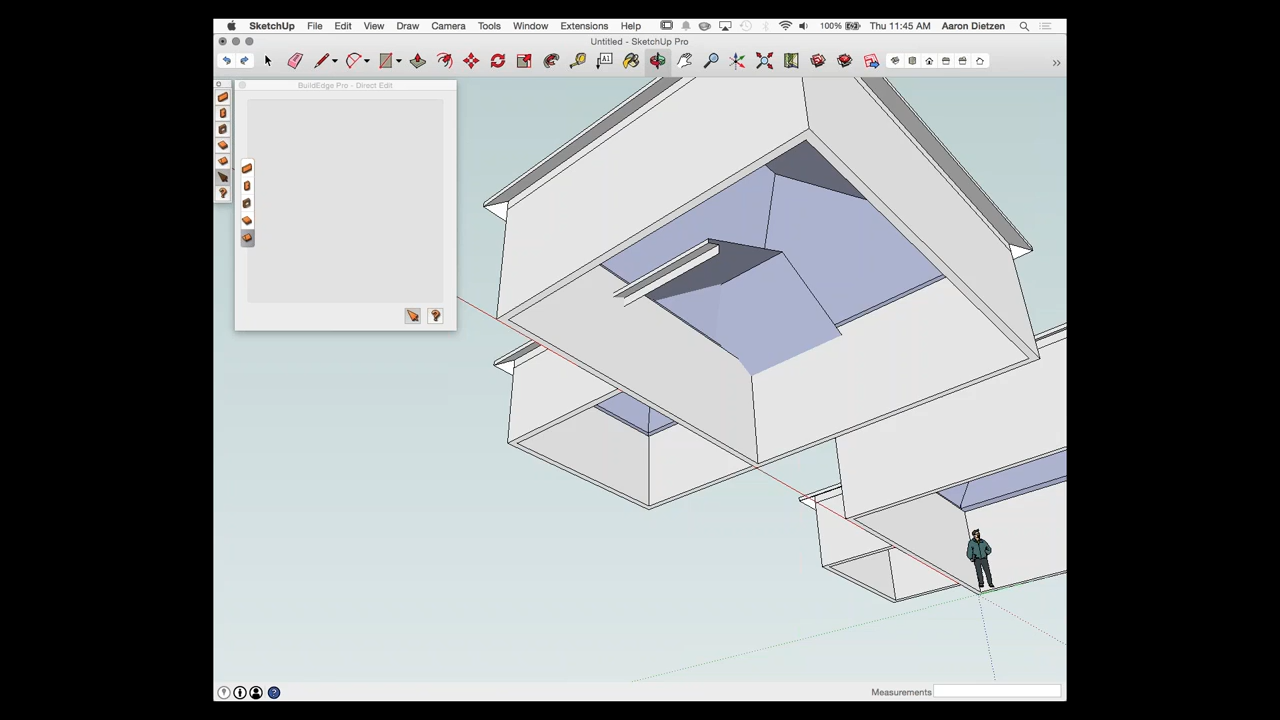 SketchUp File Edit View Draw Camera Tools Window Extensions Help 100% Thu 11:45 AM Aaron Dietzen
Untitled - SketchUp Pro
A1
BuildEdge Pro - Direct Edit
Measurements